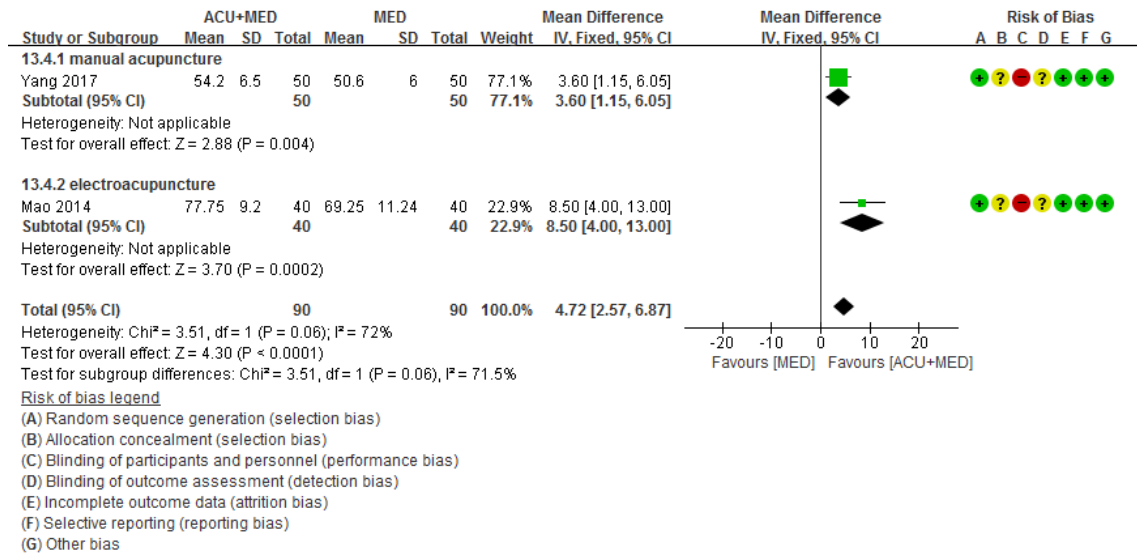 ACU+MED MED Mean Difference Mean Difference Risk of Bias
Study or Subgroup Mean SD Total Mean SD Total Weight IV, Fixed, 95% CI IV, Fixed, 95% CI A B C D E F G
13.4.1 manual acupuncture
Yang 2017 54.2 6.5 50 50.6 6 50 77.1% 3.60 [1.15, 6.05] + ? − ? + + +
Subtotal (95% CI) 50 50 77.1% 3.60 [1.15, 6.05]
Heterogeneity: Not applicable
Test for overall effect: Z = 2.88 (P = 0.004)
13.4.2 electroacupuncture
Mao 2014 77.75 9.2 40 69.25 11.24 40 22.9% 8.50 [4.00, 13.00] + ? − ? + + +
Subtotal (95% CI) 40 40 22.9% 8.50 [4.00, 13.00]
Heterogeneity: Not applicable
Test for overall effect: Z = 3.70 (P = 0.0002)
Total (95% CI) 90 90 100.0% 4.72 [2.57, 6.87]
Heterogeneity: Chi² = 3.51, df = 1 (P = 0.06); I² = 72%
Test for overall effect: Z = 4.30 (P < 0.0001)
Test for subgroup differences: Chi² = 3.51, df = 1 (P = 0.06), I² = 71.5%
-20 -10 0 10 20
Favours [MED] Favours [ACU+MED]
Risk of bias legend
(A) Random sequence generation (selection bias)
(B) Allocation concealment (selection bias)
(C) Blinding of participants and personnel (performance bias)
(D) Blinding of outcome assessment (detection bias)
(E) Incomplete outcome data (attrition bias)
(F) Selective reporting (reporting bias)
(G) Other bias